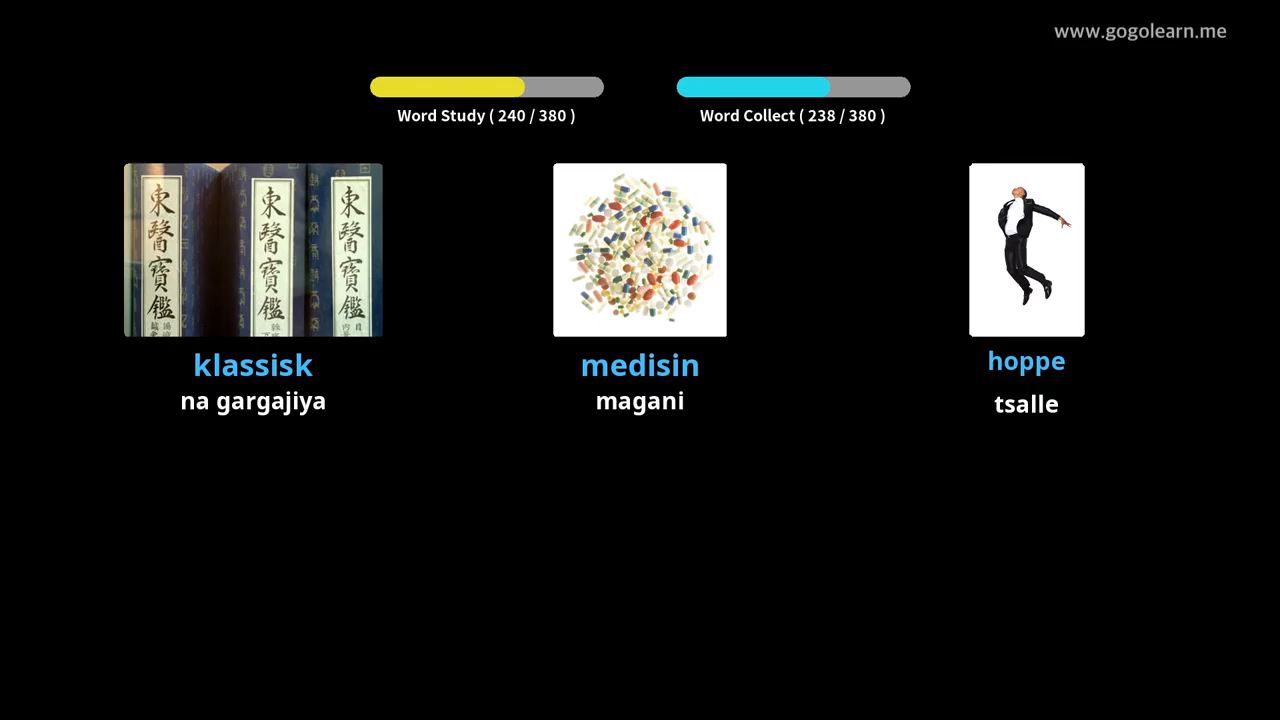 www.gogolearn.me
Word Study ( 240 / 380 )
Word Collect ( 238 / 380 )
東醫寶鑑
東醫寶鑑
東醫寶鑑
klassisk
medisin
hoppe
na gargajiya
magani
tsalle